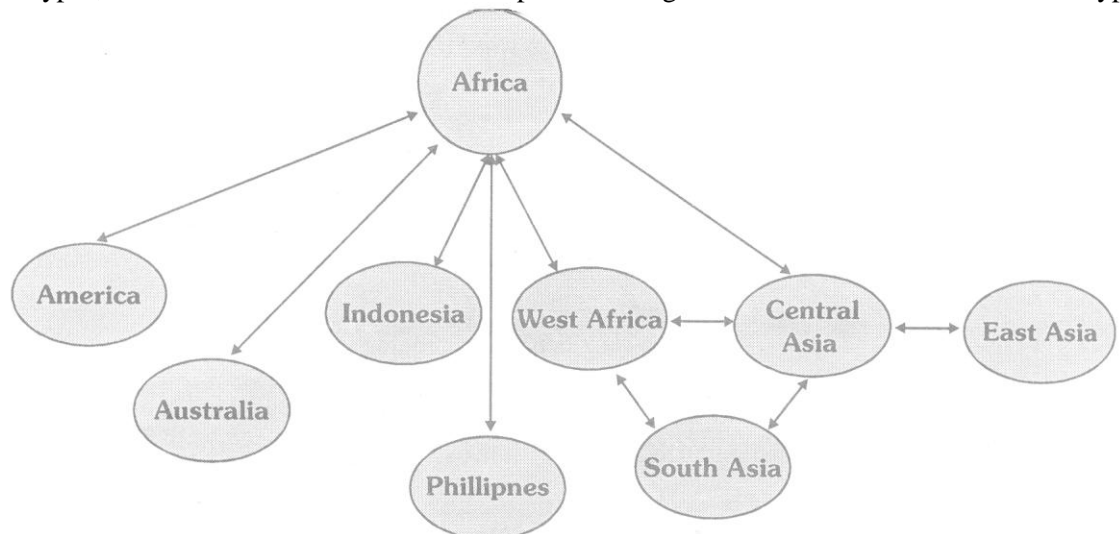 Africa
America
Indonesia
West Africa
Central
Asia
East Asia
Australia
South Asia
Phillipnes